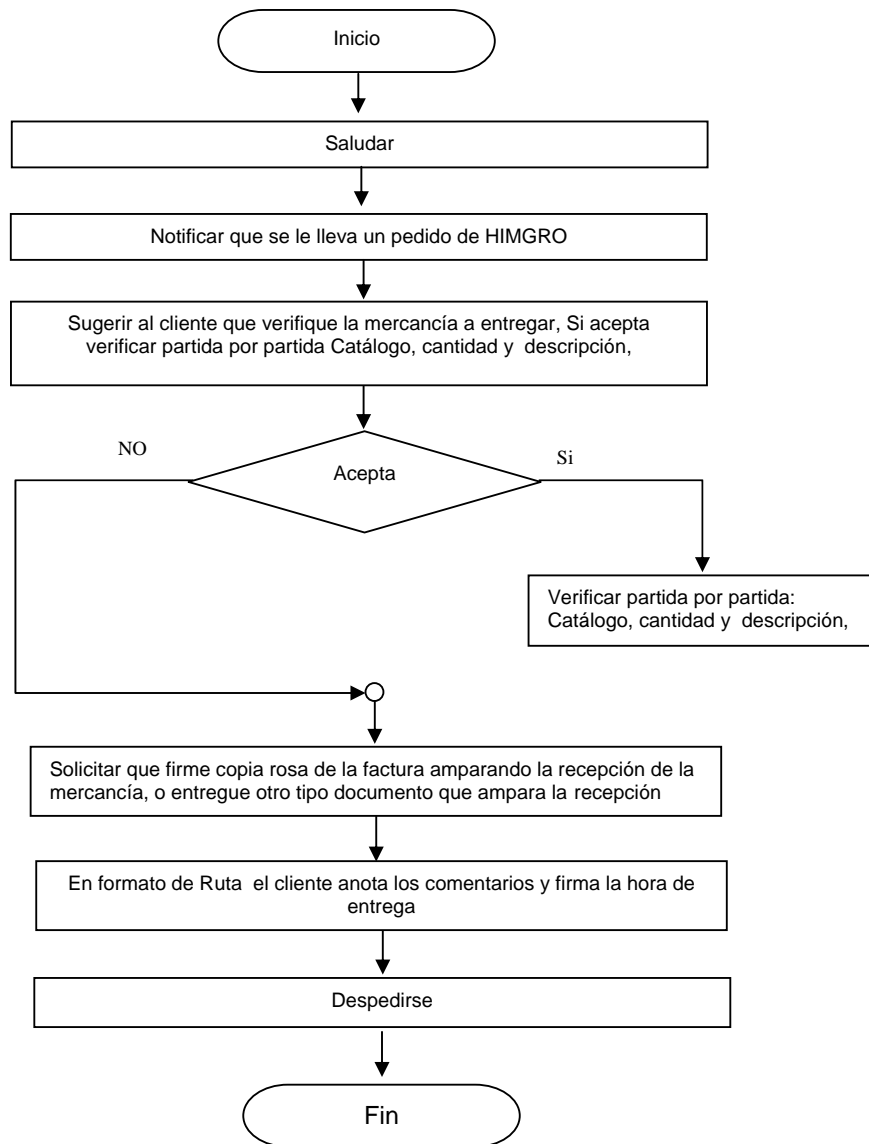 Inicio
Saludar
Notificar que se le lleva un pedido de HIMGRO
Sugerir al cliente que verifique la mercancía a entregar, Si acepta
verificar partida por partida Catálogo, cantidad y descripción,
Acepta
NO
Si
Verificar partida por partida:
Catálogo, cantidad y descripción,
Solicitar que firme copia rosa de la factura amparando la recepción de la
mercancía, o entregue otro tipo documento que ampara la recepción
En formato de Ruta el cliente anota los comentarios y firma la hora de
entrega
Despedirse
Fin